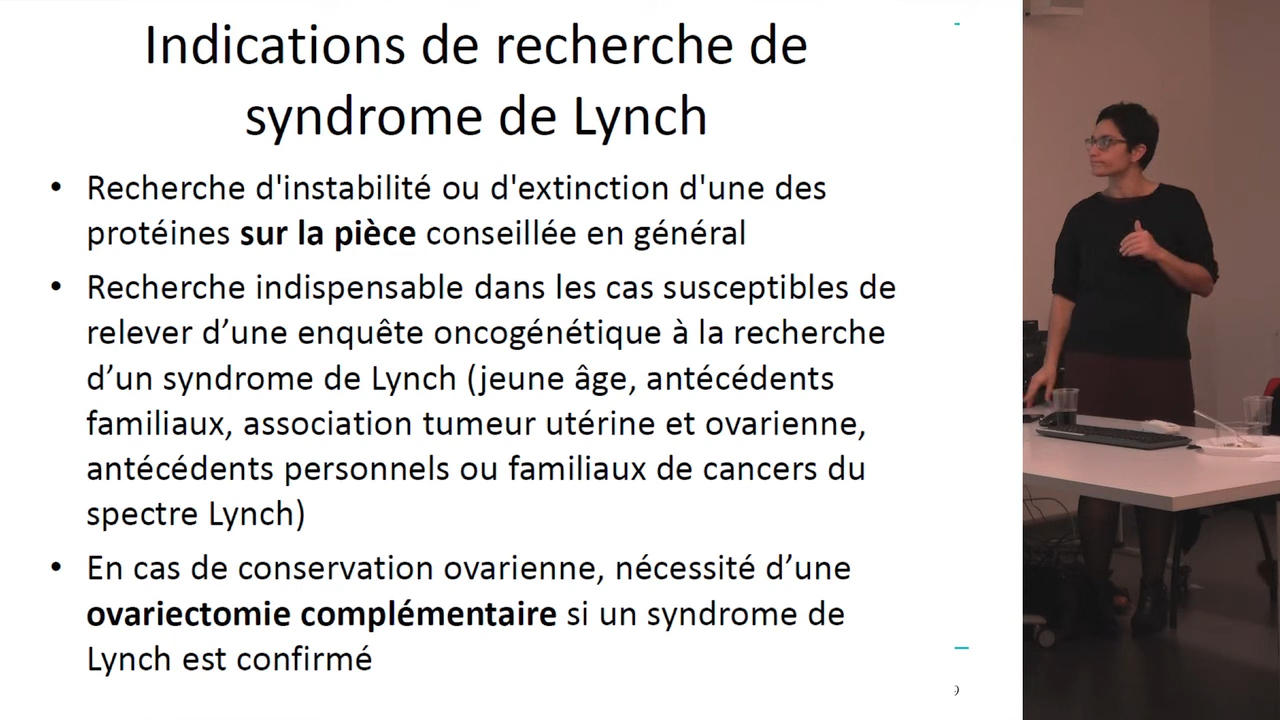 Indications de recherche de
syndrome de Lynch
• Recherche d'instabilité ou d'extinction d'une des
protéines sur la pièce conseillée en général
• Recherche indispensable dans les cas susceptibles de
relever d’une enquête oncogénétique à la recherche
d’un syndrome de Lynch (jeune âge, antécédents
familiaux, association tumeur utérine et ovarienne,
antécédents personnels ou familiaux de cancers du
spectre Lynch)
• En cas de conservation ovarienne, nécessité d’une
ovariectomie complémentaire si un syndrome de
Lynch est confirmé